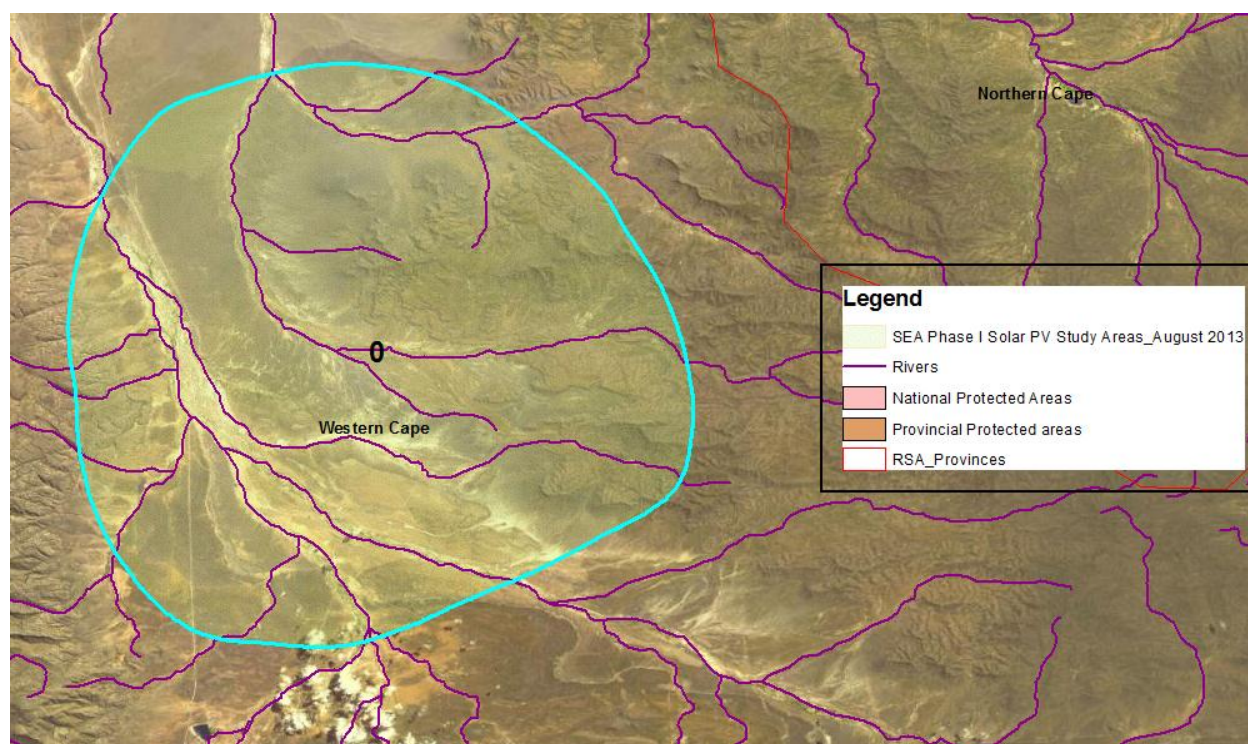 Northern Cape
0
Western Cape
Legend
SEA Phase I Solar PV Study Areas_August 2013
Rivers
National Protected Areas
Provincial Protected areas
RSA_Provinces